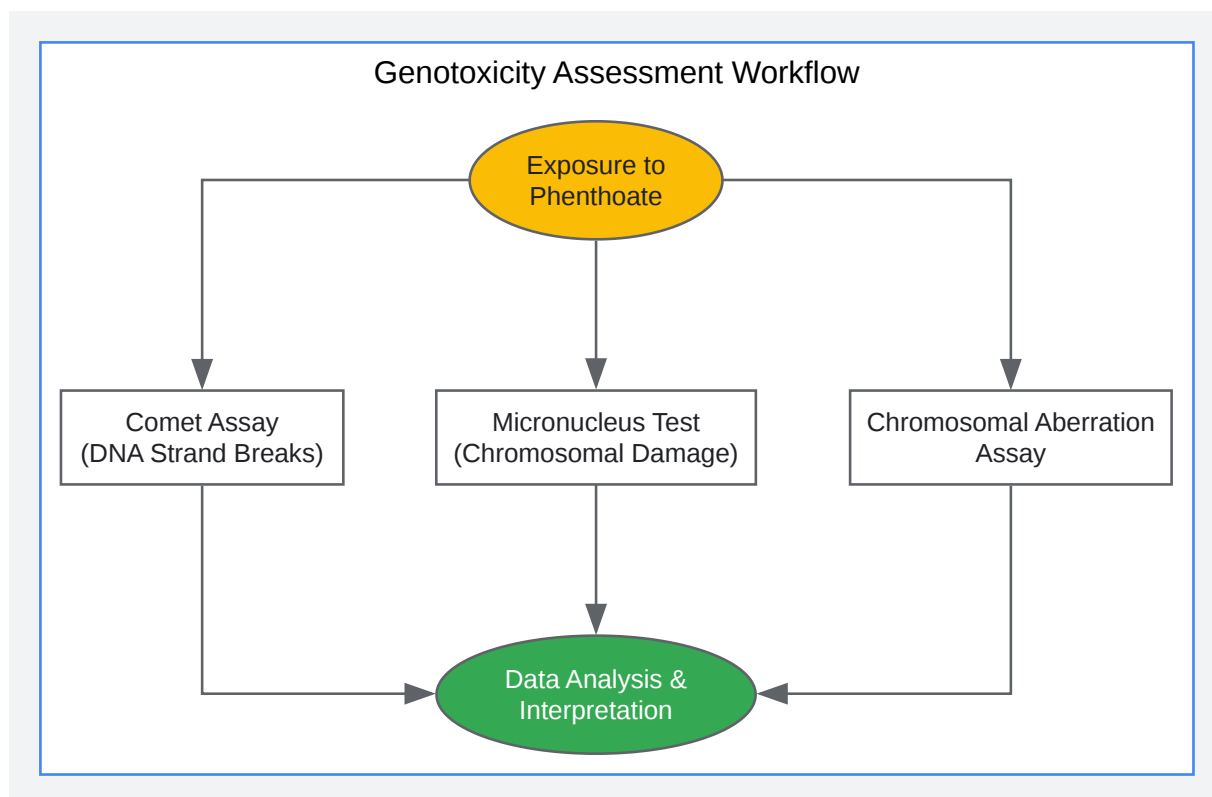 Genotoxicity Assessment Workflow
Exposure to
Phenthoate
Comet Assay
(DNA Strand Breaks)
Micronucleus Test
(Chromosomal Damage)
Chromosomal Aberration
Assay
Data Analysis &
Interpretation